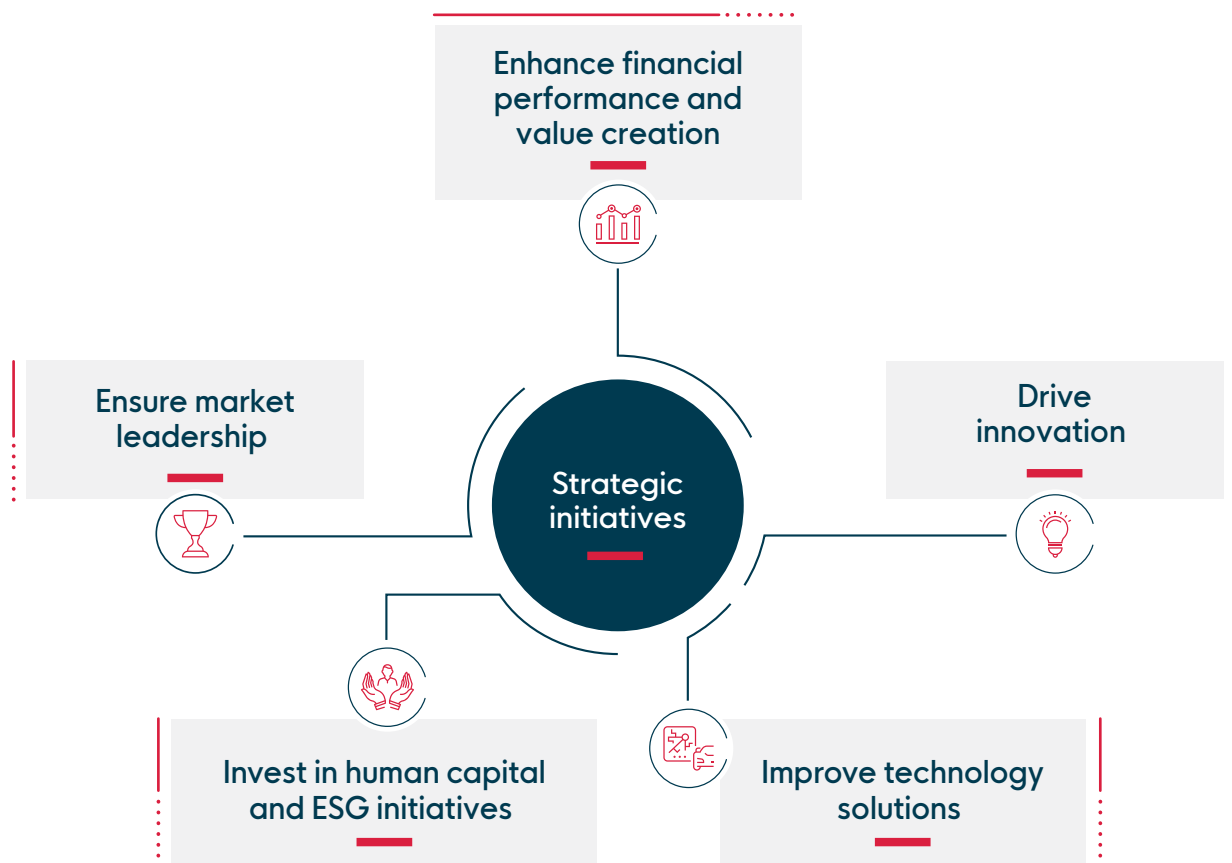 Enhance financial
performance and
value creation
Ensure market
leadership
Drive
innovation
Strategic
initiatives
Invest in human capital
and ESG initiatives
Improve technology
solutions